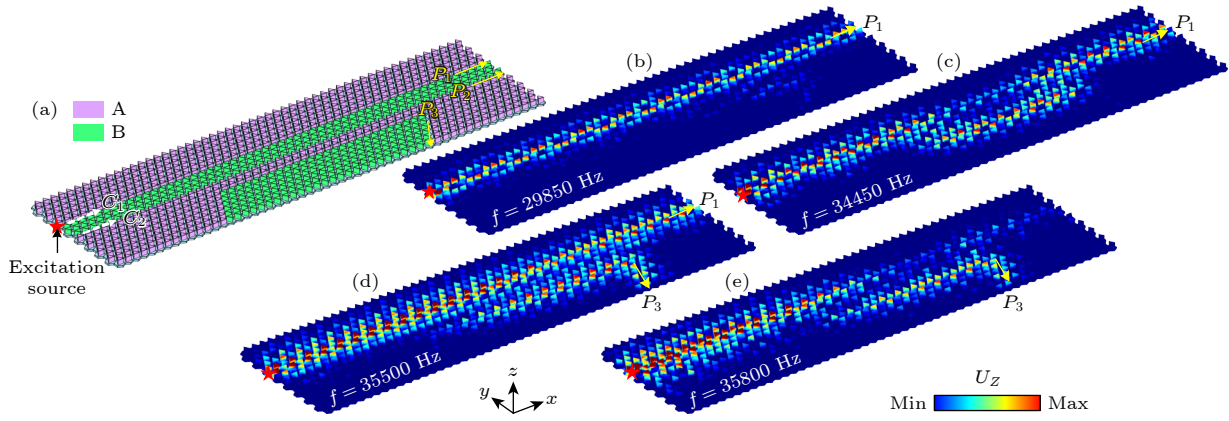 (a)
A
B
P₁
P₂
P₃
C₁
C₂
Excitation
source
(b)
P₁
f = 29850 Hz
(c)
P₁
f = 34450 Hz
(d)
P₁
P₃
f = 35500 Hz
(e)
P₃
f = 35800 Hz
z
y
x
U_Z
Min Max